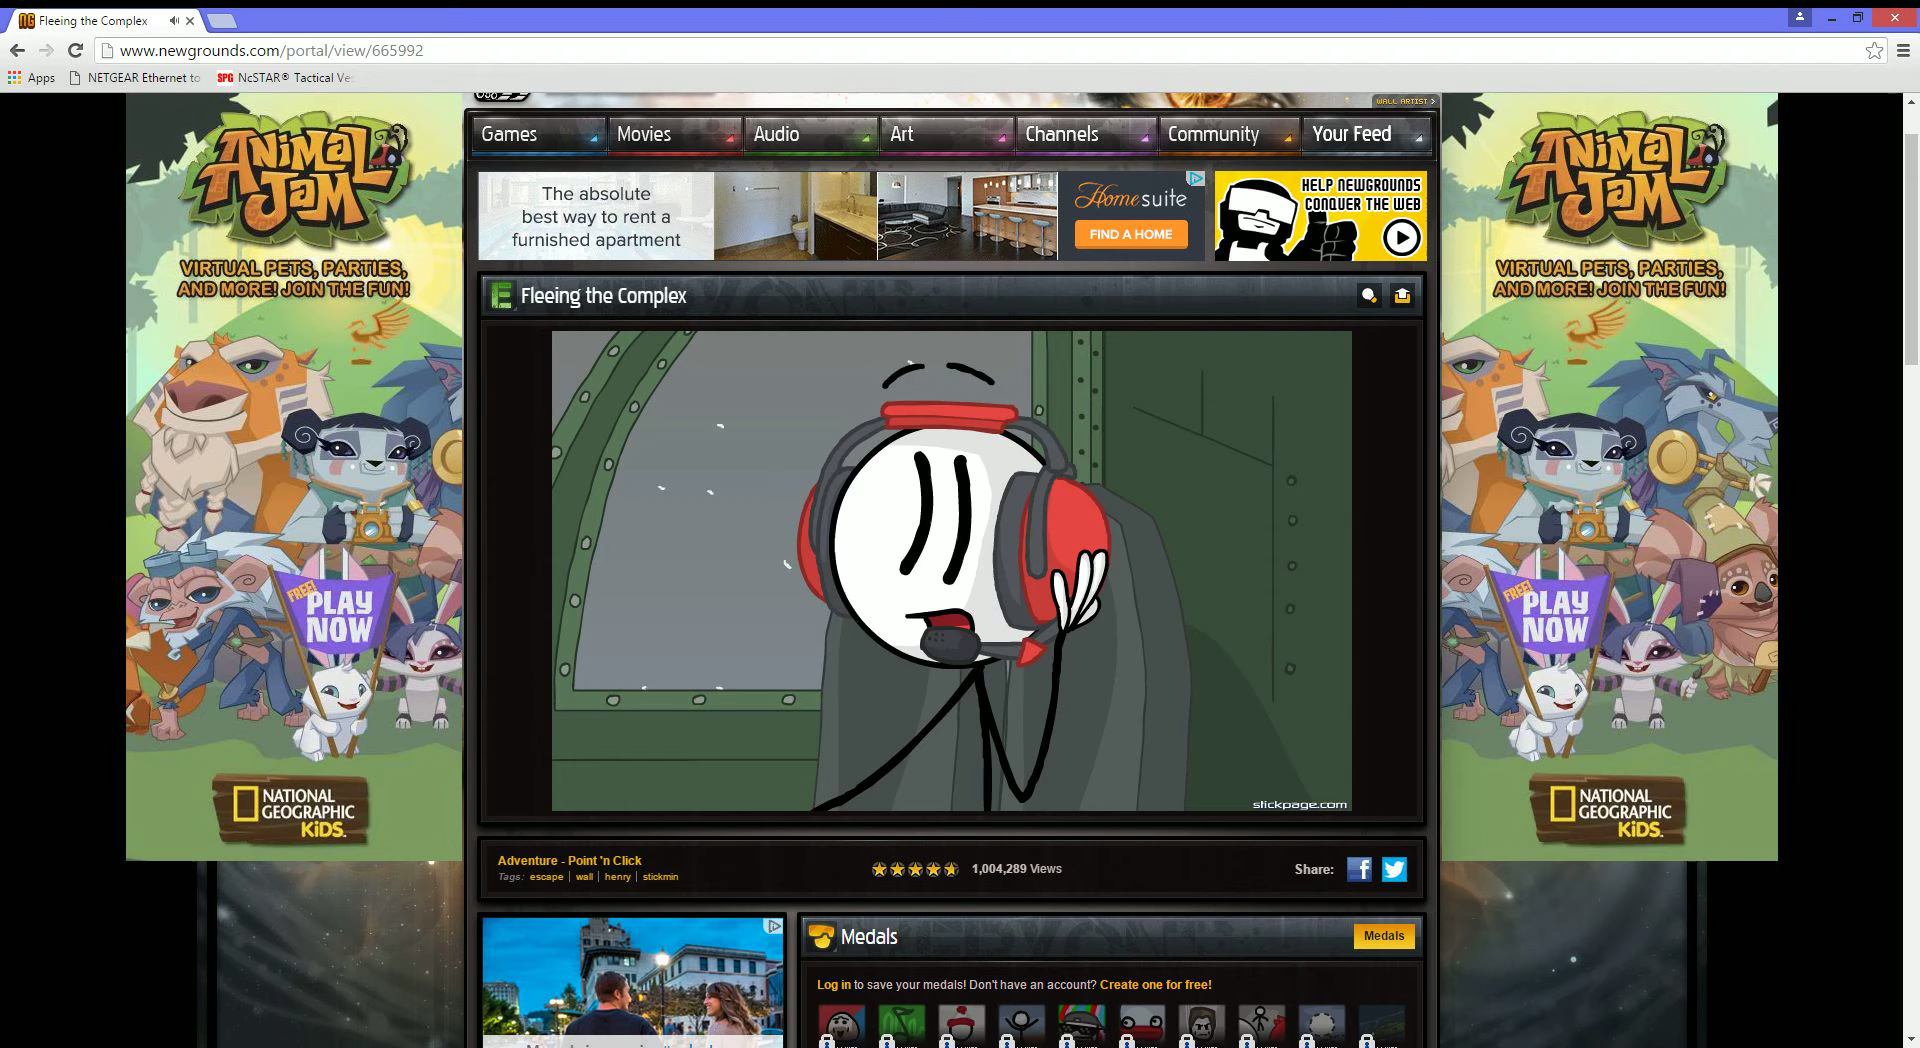 Fleeing the Complex
www.newgrounds.com/portal/view/665992
Apps
NETGEAR Ethernet to
SPG NcSTAR® Tactical Ve
WALL ARTIST >
Games
Movies
Audio
Art
Channels
Community
Your Feed
ANIMAL
JAM
VIRTUAL PETS, PARTIES,
AND MORE! JOIN THE FUN!
FREE!
PLAY
NOW
NATIONAL
GEOGRAPHIC
KiDS.
The absolute
best way to rent a
furnished apartment
Homesuite
FIND A HOME
HELP NEWGROUNDS
CONQUER THE WEB
E Fleeing the Complex
stickpage.com
Adventure - Point 'n Click
Tags: escape | wall | henry | stickmin
1,004,289 Views
Share:
Medals
Medals
Log in to save your medals! Don't have an account? Create one for free!
ANIMAL
JAM
VIRTUAL PETS, PARTIES,
AND MORE! JOIN THE FUN!
FREE!
PLAY
NOW
NATIONAL
GEOGRAPHIC
KiDS.